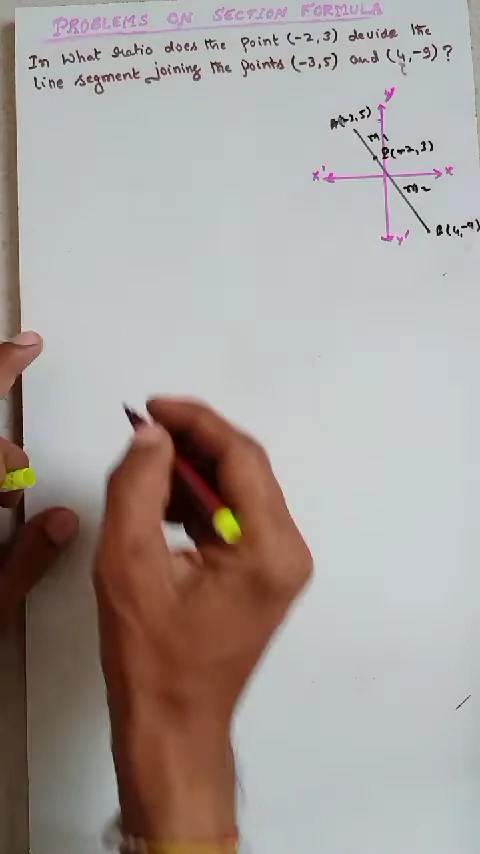 PROBLEMS ON SECTION FORMULA
In What ratio does the point (-2,3) devide the
line segment joining the points (-3,5) and (4,-9) ?
y
A(-3,5)
m1
P(-2,3)
x'
x
m2
B(4,-9)
y'